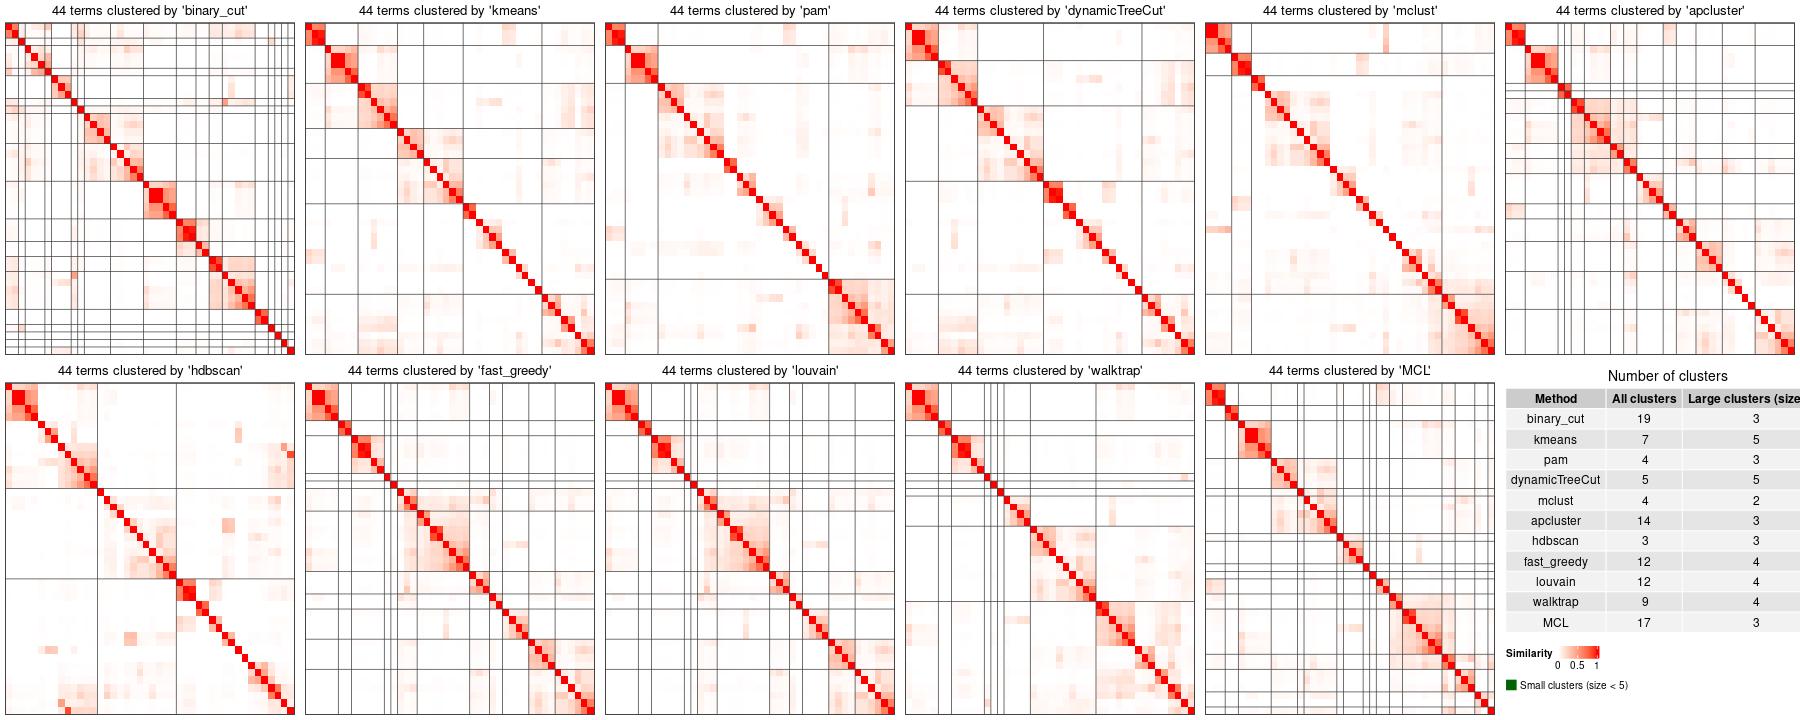 44 terms clustered by 'binary_cut'
44 terms clustered by 'kmeans'
44 terms clustered by 'pam'
44 terms clustered by 'dynamicTreeCut'
44 terms clustered by 'mclust'
44 terms clustered by 'apcluster'
44 terms clustered by 'hdbscan'
44 terms clustered by 'fast_greedy'
44 terms clustered by 'louvain'
44 terms clustered by 'walktrap'
44 terms clustered by 'MCL'
Number of clusters
Method All clusters Large clusters (size
binary_cut 19 3
kmeans 7 5
pam 4 3
dynamicTreeCut 5 5
mclust 4 2
apcluster 14 3
hdbscan 3 3
fast_greedy 12 4
louvain 12 4
walktrap 9 4
MCL 17 3
Similarity
0 0.5 1
Small clusters (size < 5)